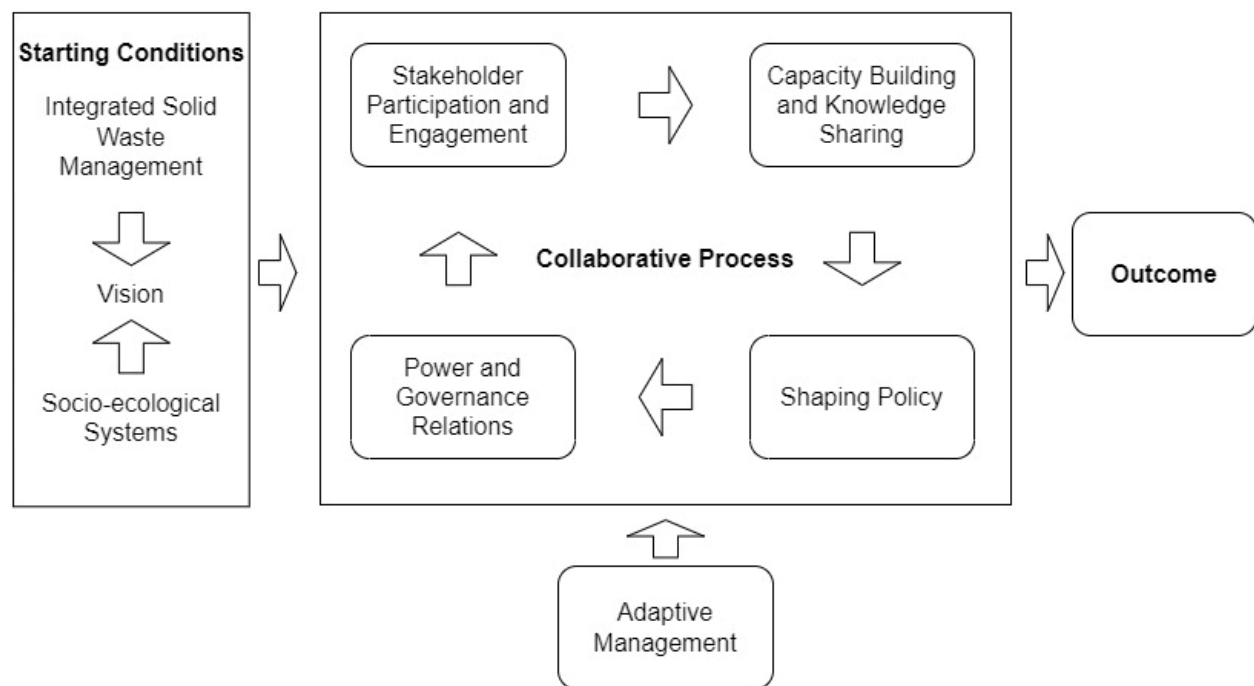 Starting Conditions
Integrated Solid
Waste
Management
Vision
Socio-ecological
Systems
Stakeholder
Participation and
Engagement
Capacity Building
and Knowledge
Sharing
Collaborative Process
Power and
Governance
Relations
Shaping Policy
Outcome
Adaptive
Management